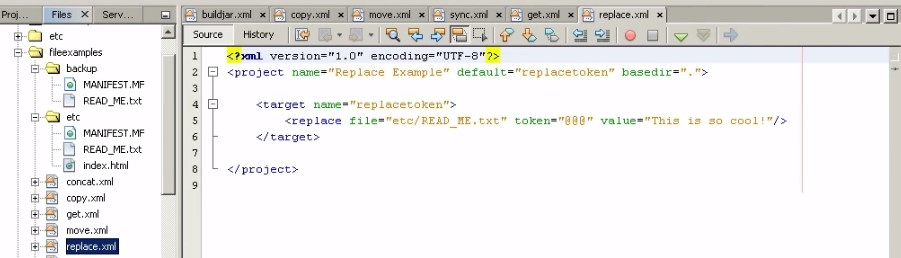 Proj...
Files
Serv...
etc
fileexamples
backup
MANIFEST.MF
READ_ME.txt
etc
MANIFEST.MF
READ_ME.txt
index.html
concat.xml
copy.xml
get.xml
move.xml
replace.xml
buildjar.xml
copy.xml
move.xml
sync.xml
get.xml
replace.xml
Source
History
1 <?xml version="1.0" encoding="UTF-8"?>
2 <project name="Replace Example" default="replacetoken" basedir=".">
3
4 <target name="replacetoken">
5 <replace file="etc/READ_ME.txt" token="@@@" value="This is so cool!"/>
6 </target>
7
8 </project>
9